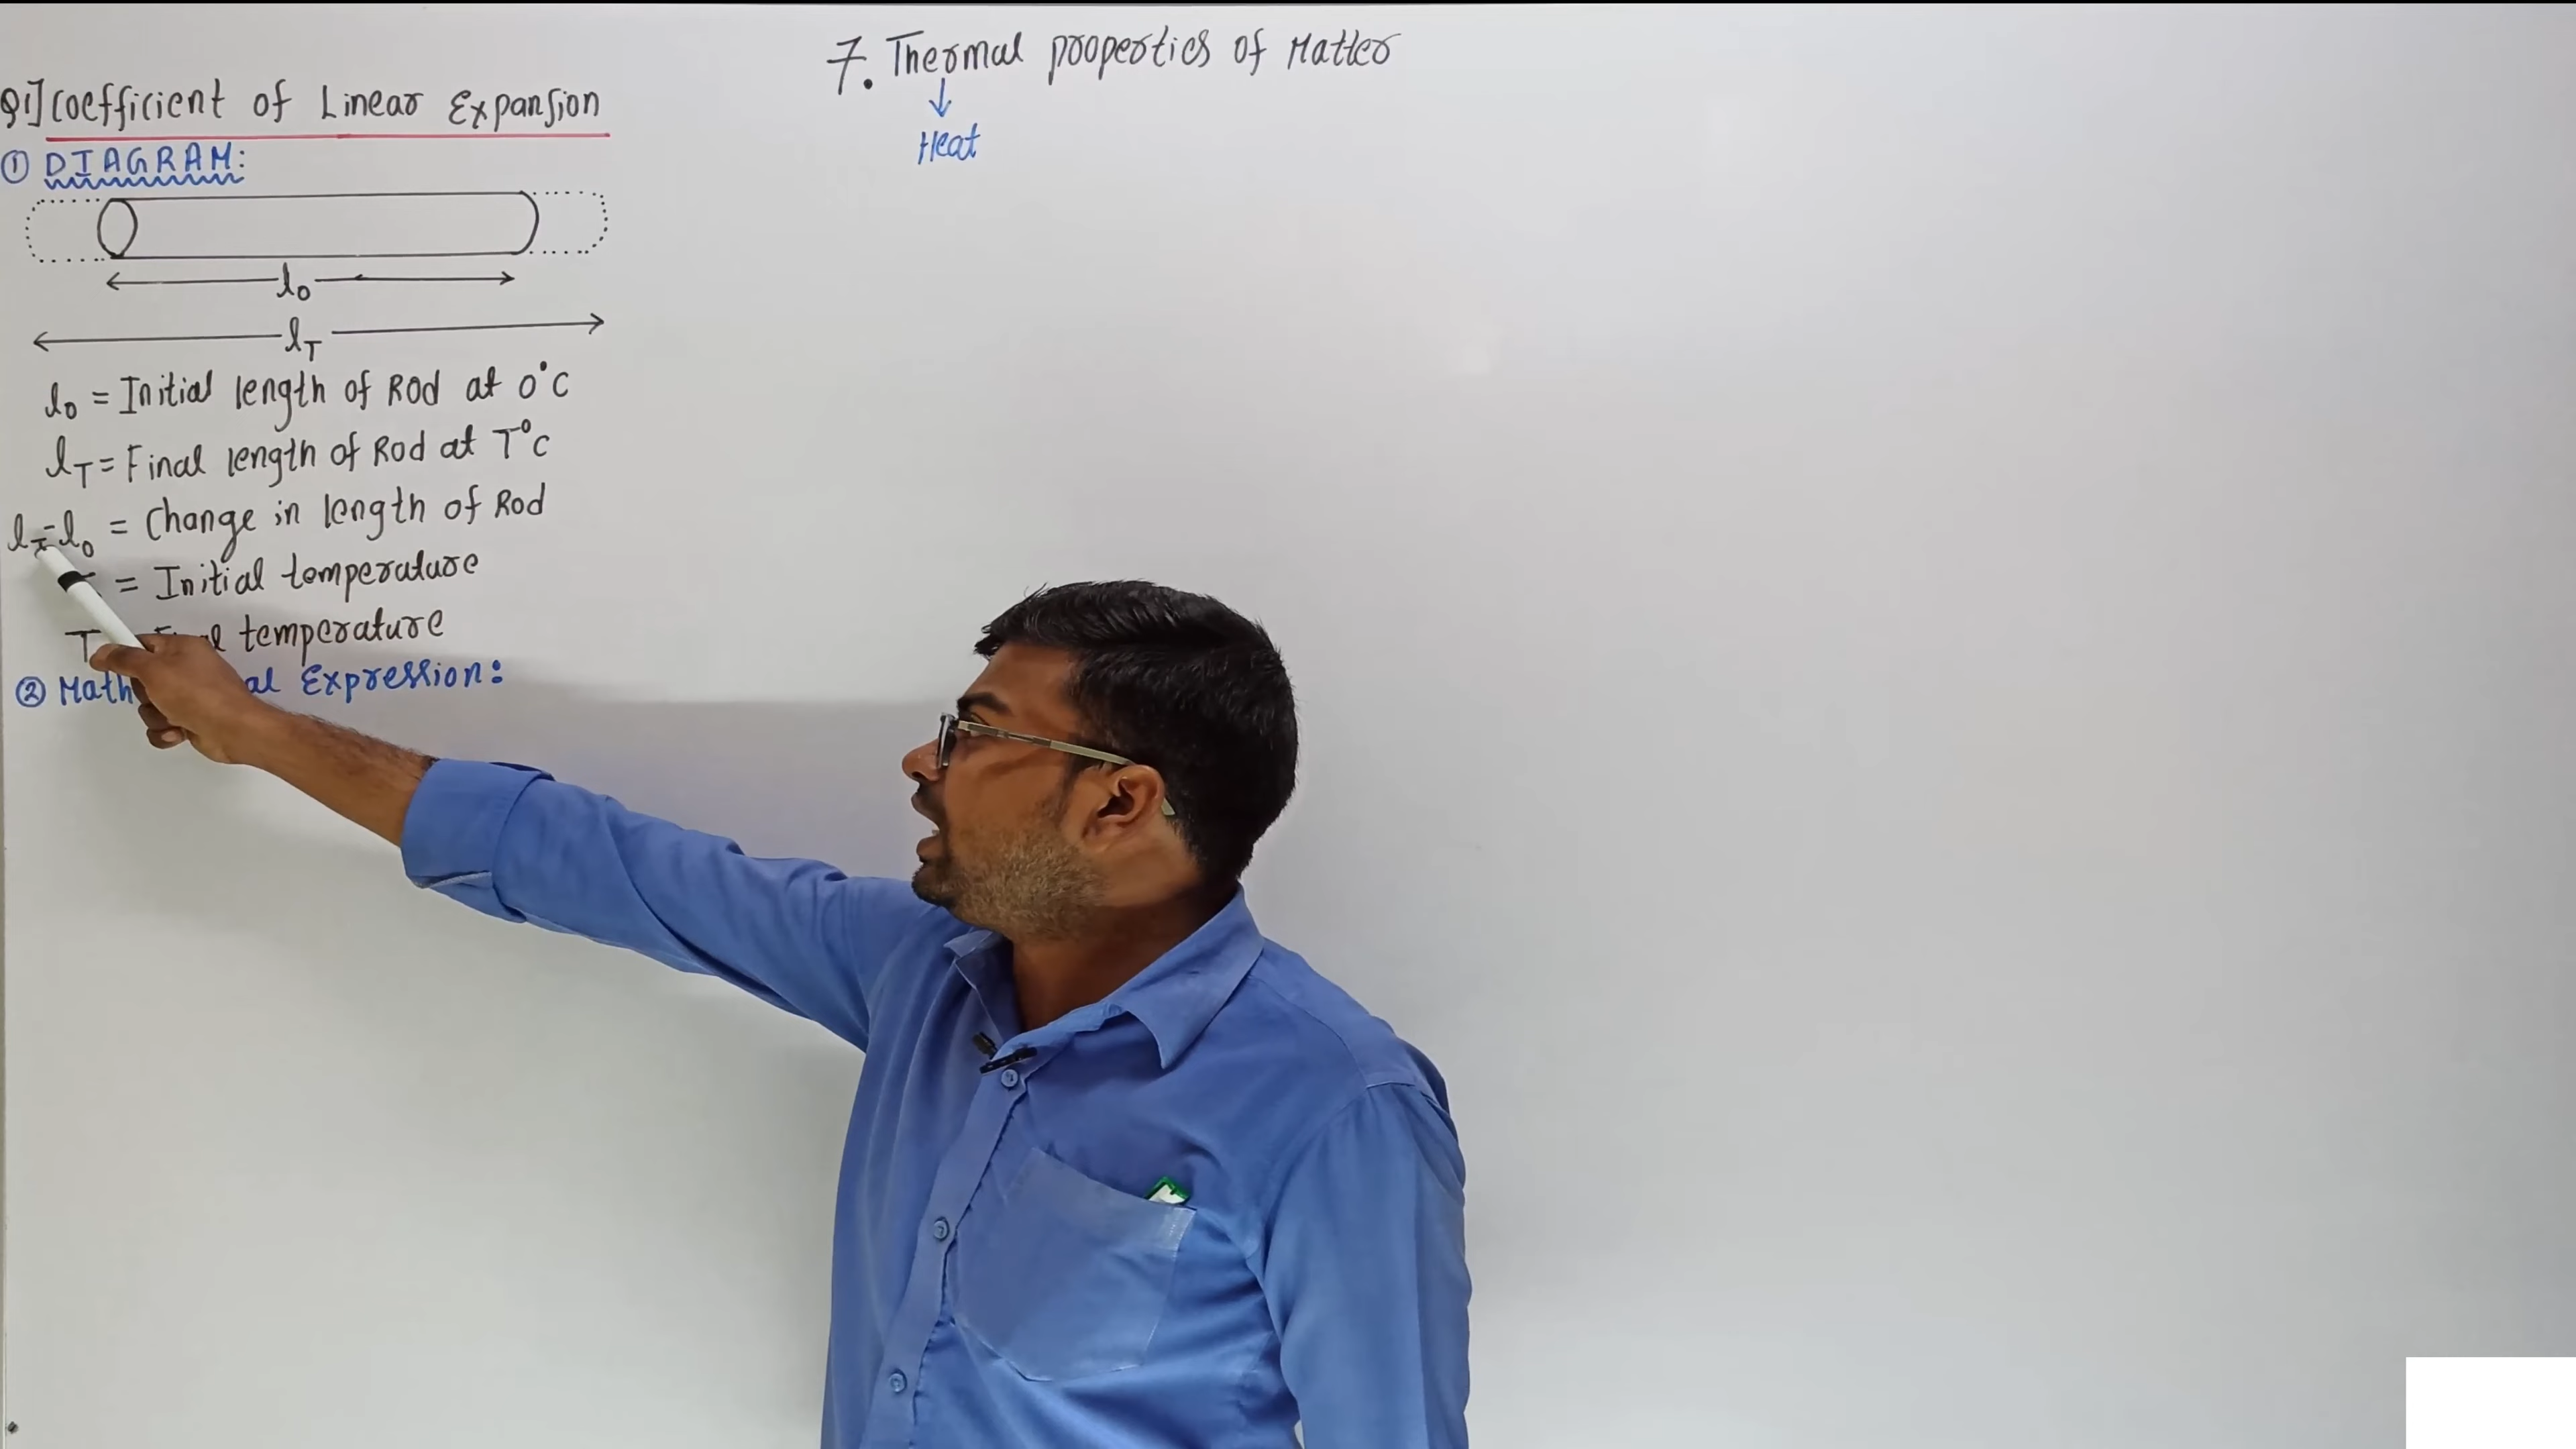 7. Thermal properties of Matter
Heat
Q1] Coefficient of Linear Expansion
① DIAGRAM:
l₀
l_T
l₀ = Initial length of Rod at 0°C
l_T = Final length of Rod at T°C
l_T - l₀ = Change in length of Rod
= Initial temperature
T temperature
② Expression: